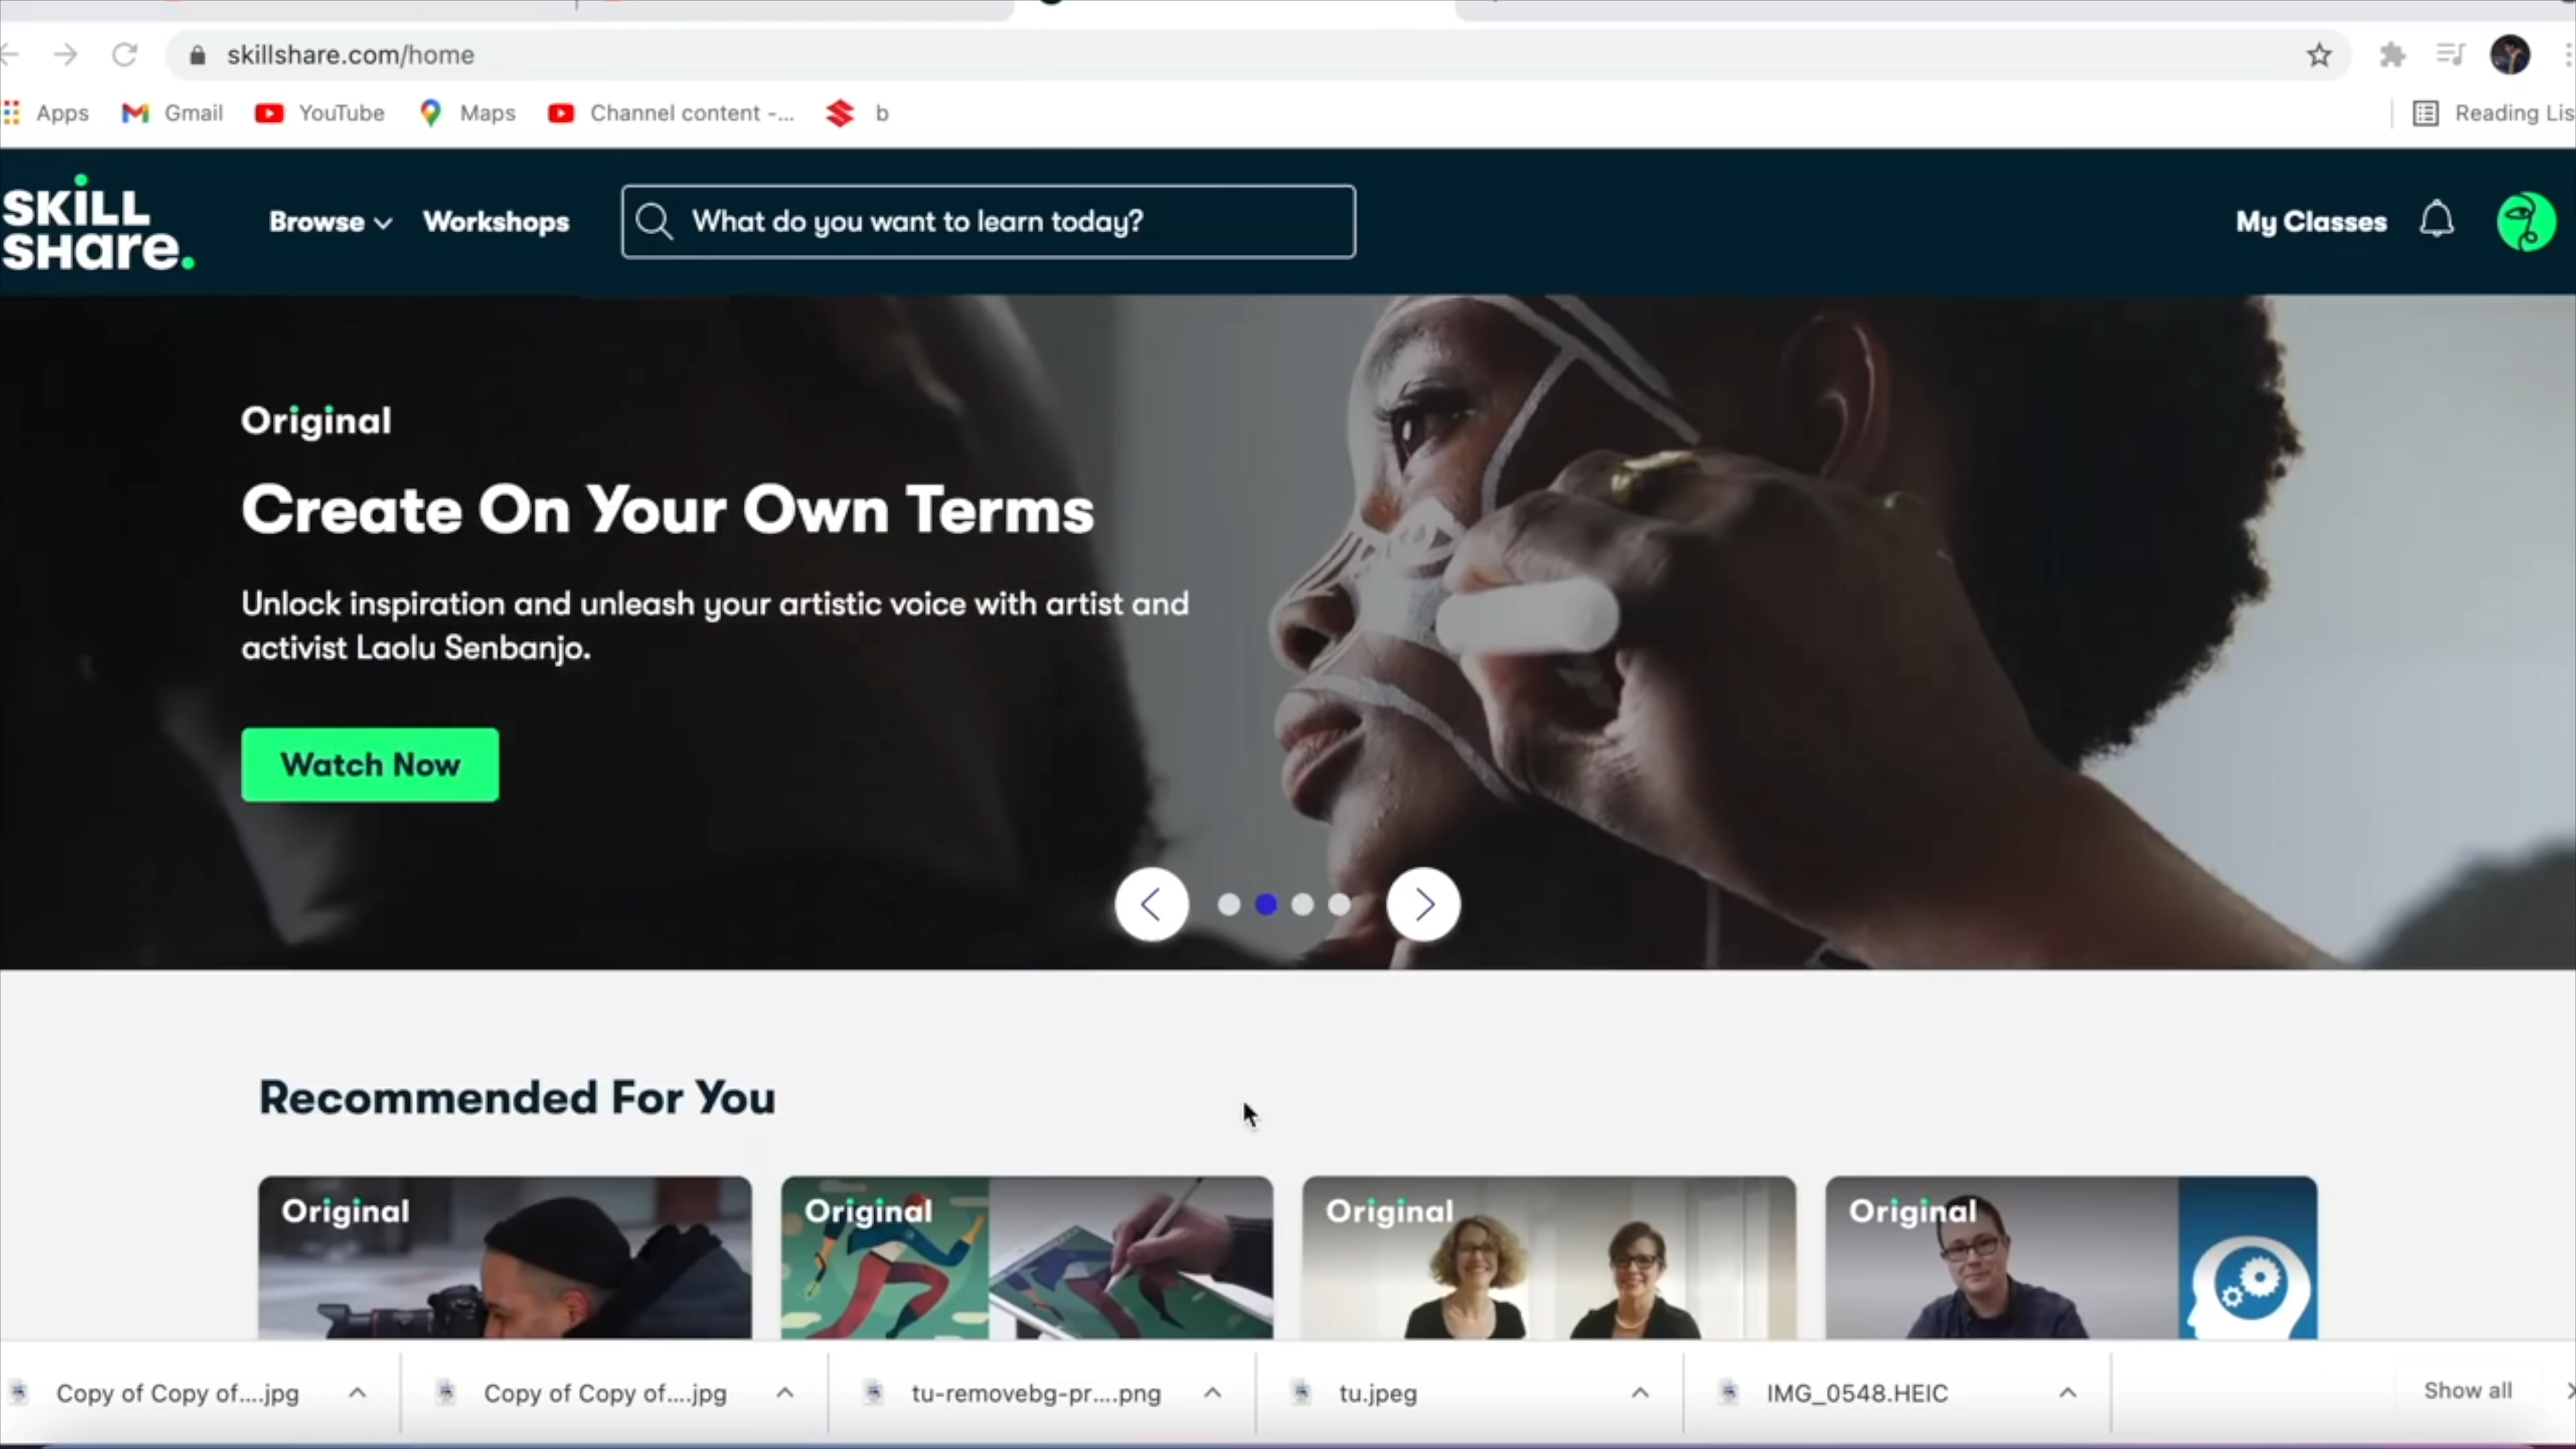 skillshare.com/home
Apps
Gmail
YouTube
Maps
Channel content -...
b
Reading Lis
SKILL
SHare.
Browse
Workshops
What do you want to learn today?
My Classes
Original
Create On Your Own Terms
Unlock inspiration and unleash your artistic voice with artist and
activist Laolu Senbanjo.
Watch Now
Recommended For You
Original
Original
Original
Original
Copy of Copy of....jpg
Copy of Copy of....jpg
tu-removebg-pr....png
tu.jpeg
IMG_0548.HEIC
Show all